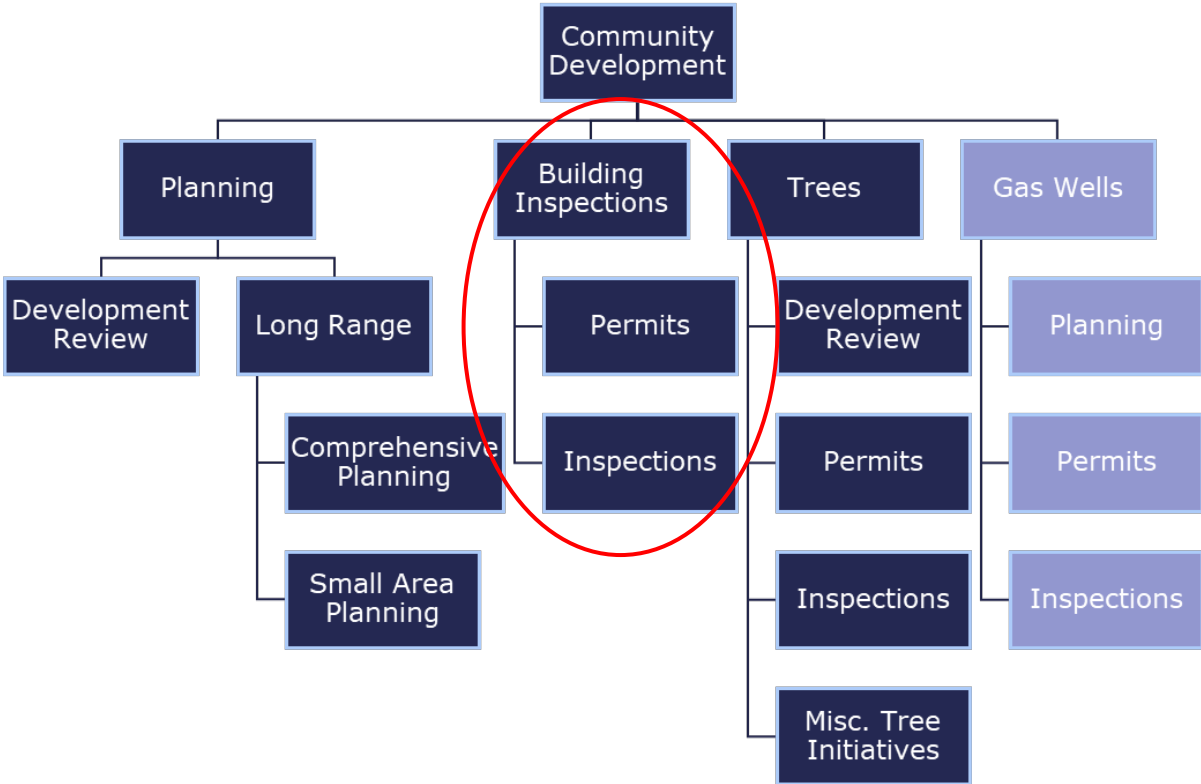 Community
Development
Planning
Building
Inspections
Trees
Gas Wells
Development
Review
Long Range
Permits
Development
Review
Planning
Comprehensive
Planning
Inspections
Permits
Permits
Small Area
Planning
Inspections
Inspections
Misc. Tree
Initiatives